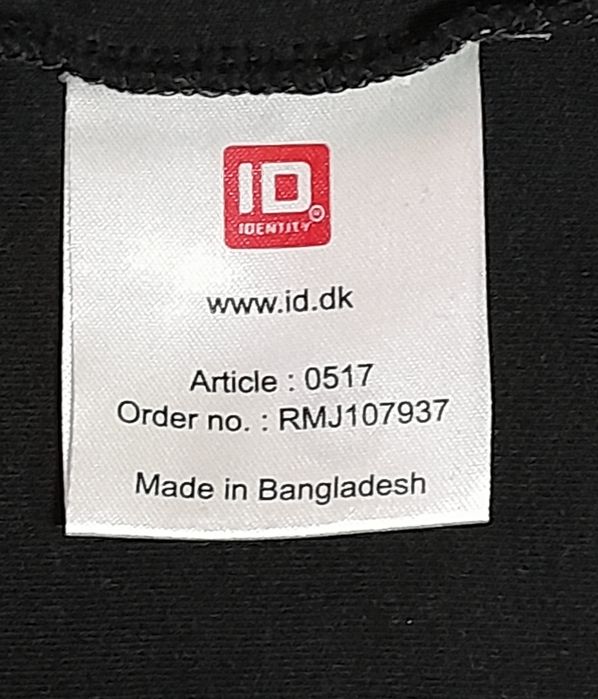 ID
IDENTITY
www.id.dk
Article : 0517
Order no. : RMJ107937
Made in Bangladesh